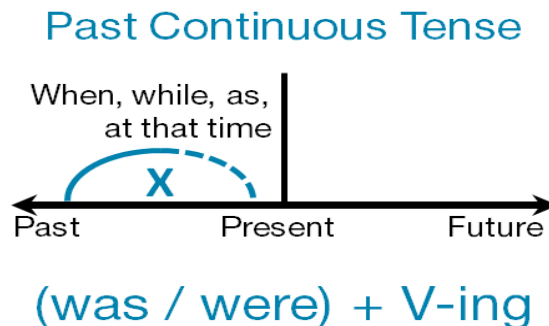 Past Continuous Tense
When, while, as,
at that time
X
Past Present Future
(was / were) + V-ing